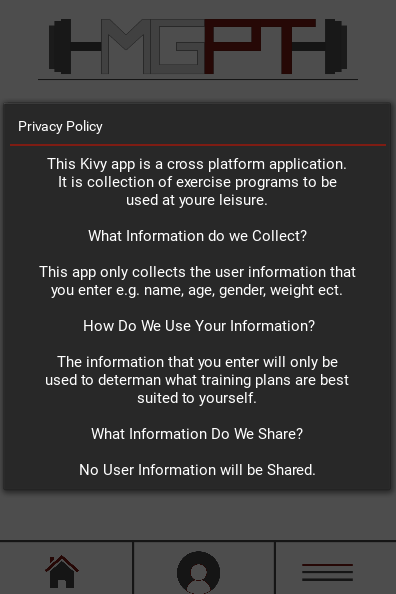 MGPT
Privacy Policy
This Kivy app is a cross platform application.
It is collection of exercise programs to be
used at youre leisure.
What Information do we Collect?
This app only collects the user information that
you enter e.g. name, age, gender, weight ect.
How Do We Use Your Information?
The information that you enter will only be
used to determan what training plans are best
suited to yourself.
What Information Do We Share?
No User Information will be Shared.